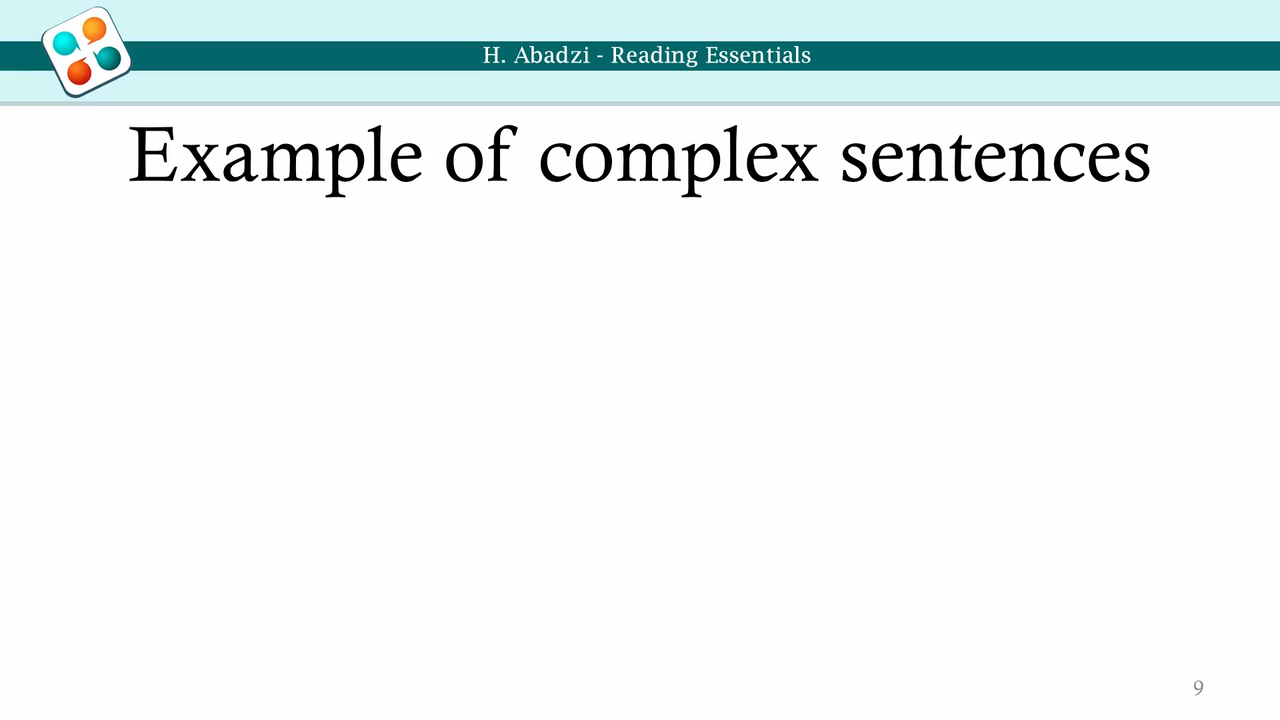 H. Abadzi - Reading Essentials
Example of complex sentences
9